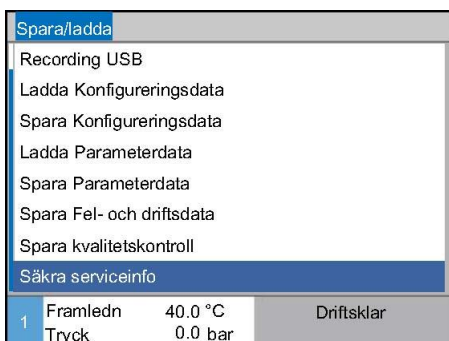 Spara/ladda
Recording USB
Ladda Konfigureringsdata
Spara Konfigureringsdata
Ladda Parameterdata
Spara Parameterdata
Spara Fel- och driftsdata
Spara kvalitetskontroll
Säkra serviceinfo
1 Framledn 40.0 °C Driftsklar
Tryck 0.0 bar